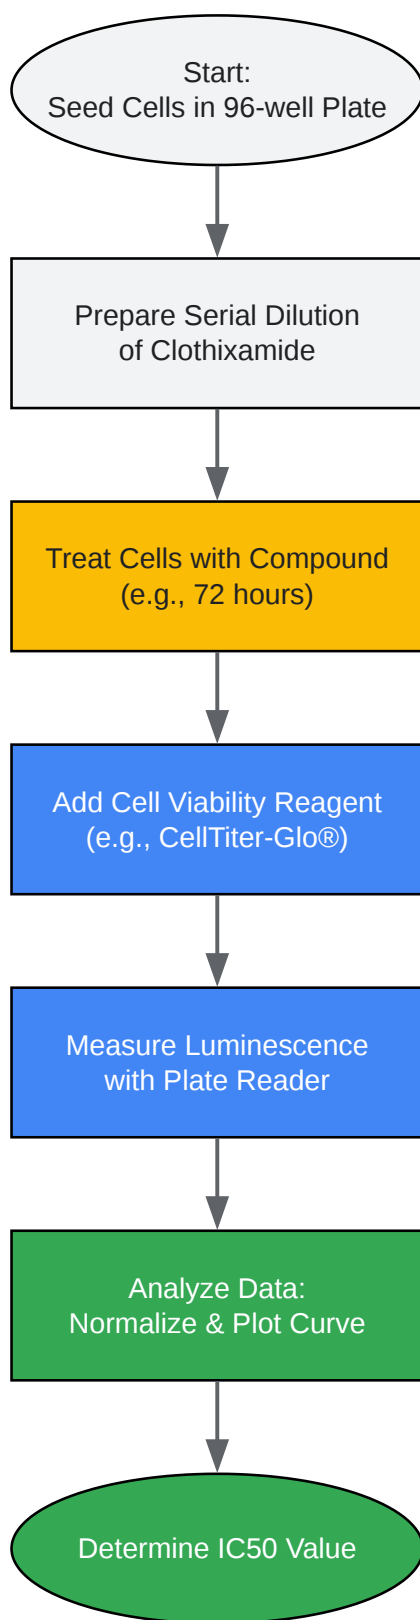 Start:
Seed Cells in 96-well Plate
Prepare Serial Dilution
of Clothixamide
Treat Cells with Compound
(e.g., 72 hours)
Add Cell Viability Reagent
(e.g., CellTiter-Glo®)
Measure Luminescence
with Plate Reader
Analyze Data:
Normalize & Plot Curve
Determine IC50 Value